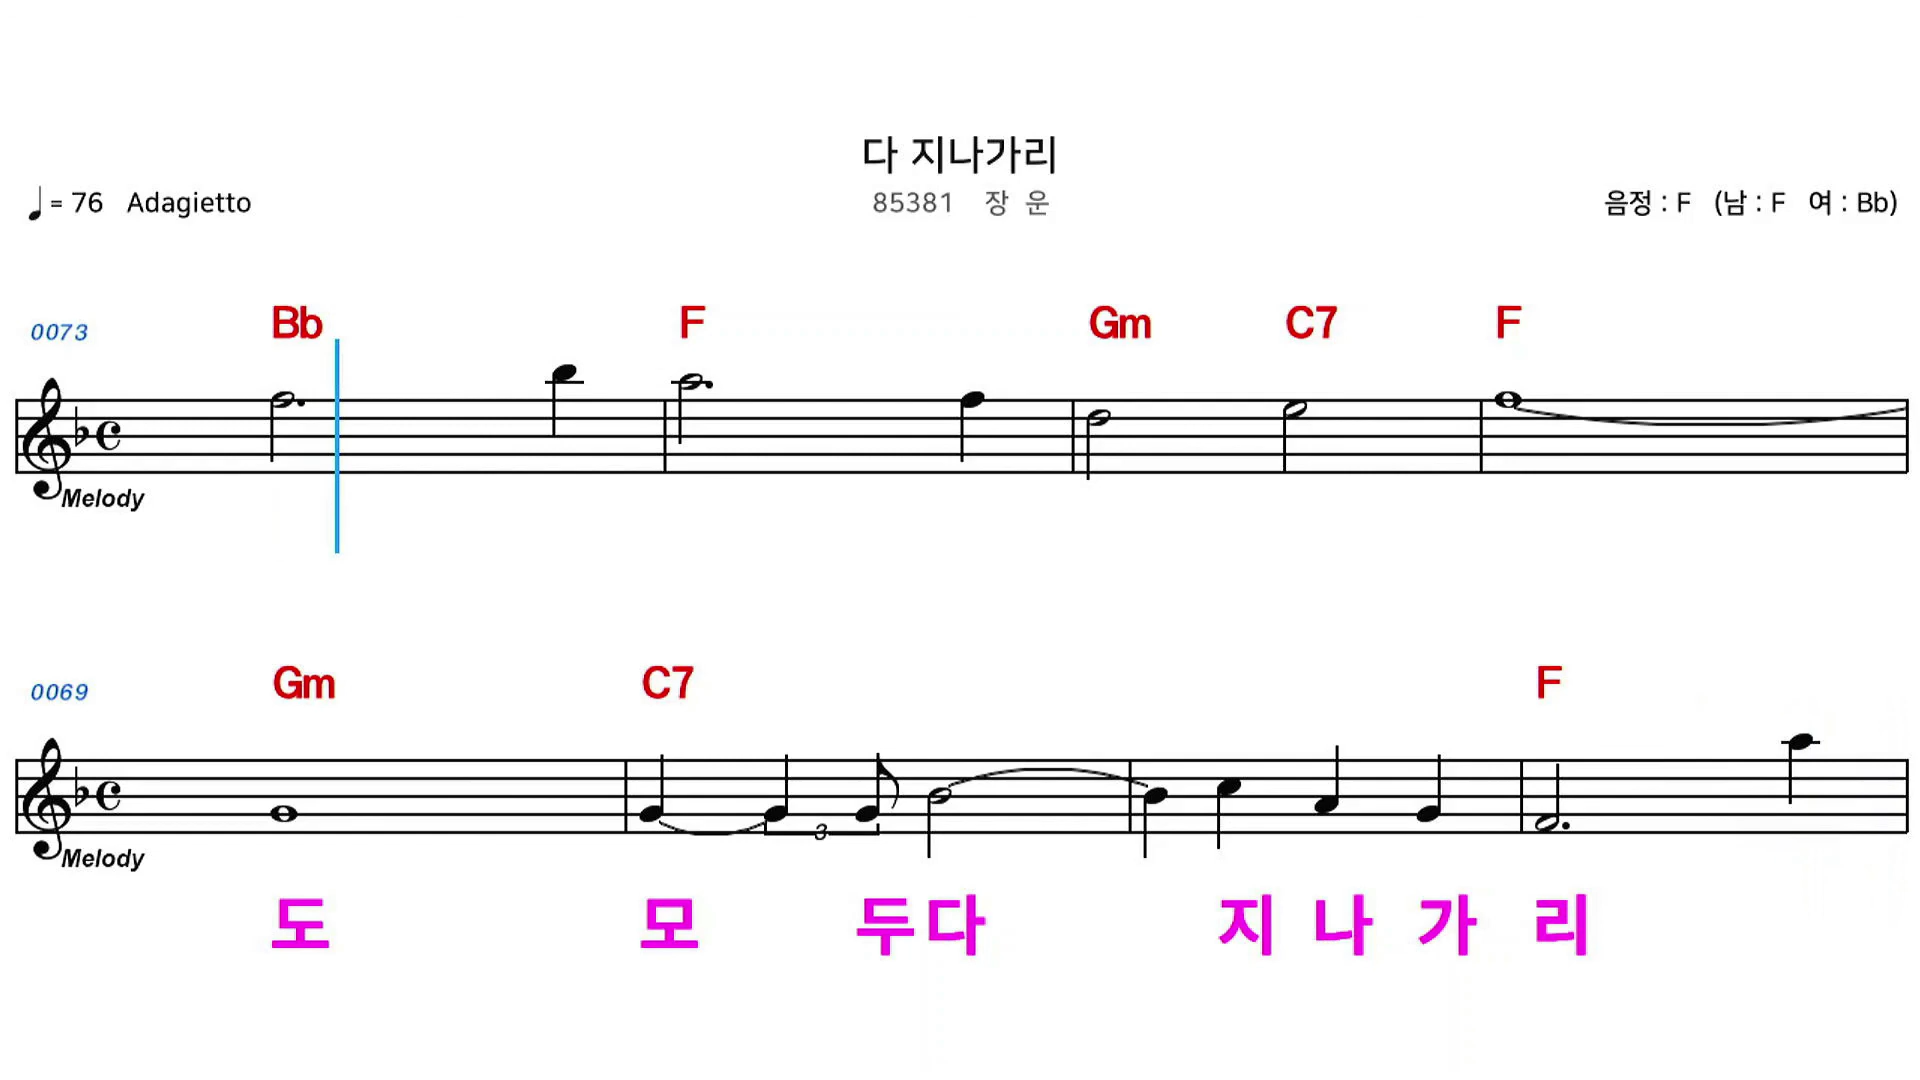 다 지나가리
= 76 Adagietto 85381 장 운 음정 : F (남 : F 여 : Bb)
0073 Bb F Gm C7 F
Melody
0069 Gm C7 F
3
Melody
도 모 두 다 지 나 가 리